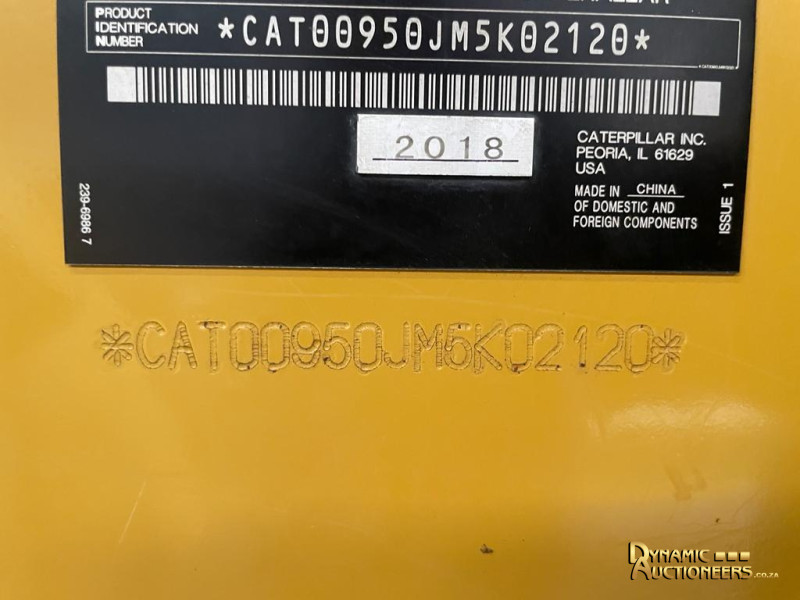 PRODUCT
IDENTIFICATION
NUMBER
*CAT00950JM5K02120*
2018
CATERPILLAR INC.
PEORIA, IL 61629
USA
MADE IN CHINA
OF DOMESTIC AND
FOREIGN COMPONENTS
ISSUE 1
239-6986 7
*CAT00950JM5K02120*
DYNAMIC
AUCTIONEERS.CO.ZA